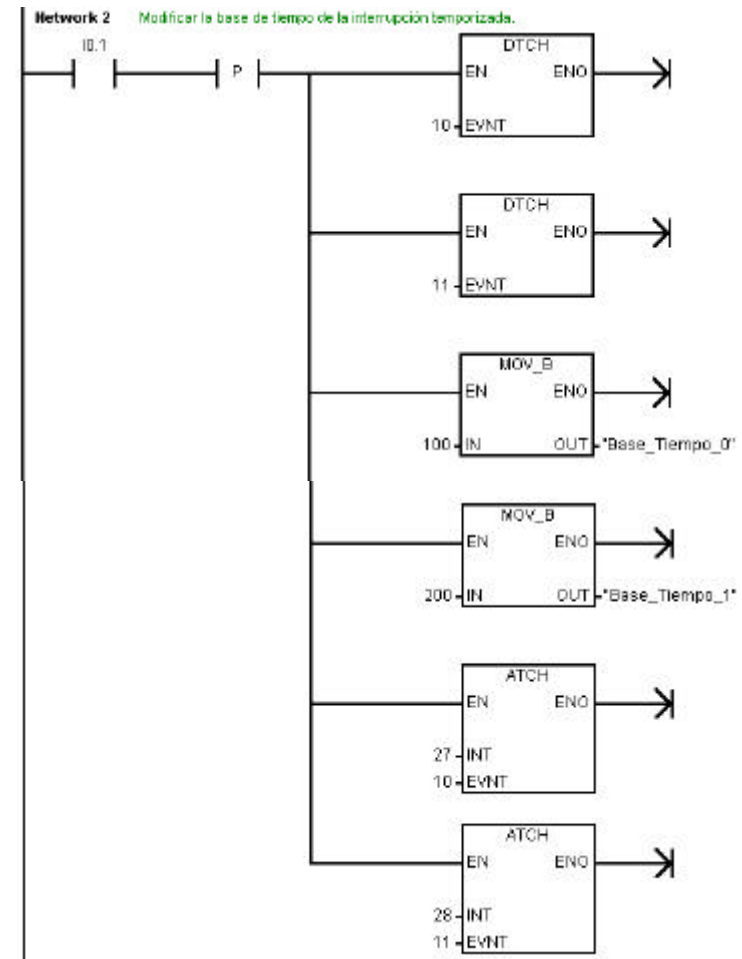 Network 2 Modificar la base de tiempo de la interrupción temporizada.
I0.1
P
DTCH
EN ENO
10 EVNT
DTCH
EN ENO
11 EVNT
MOV_B
EN ENO
100 IN OUT "Base_Tiempo_0"
MOV_B
EN ENO
200 IN OUT "Base_Tiempo_1"
ATCH
EN ENO
27 INT
10 EVNT
ATCH
EN ENO
28 INT
11 EVNT